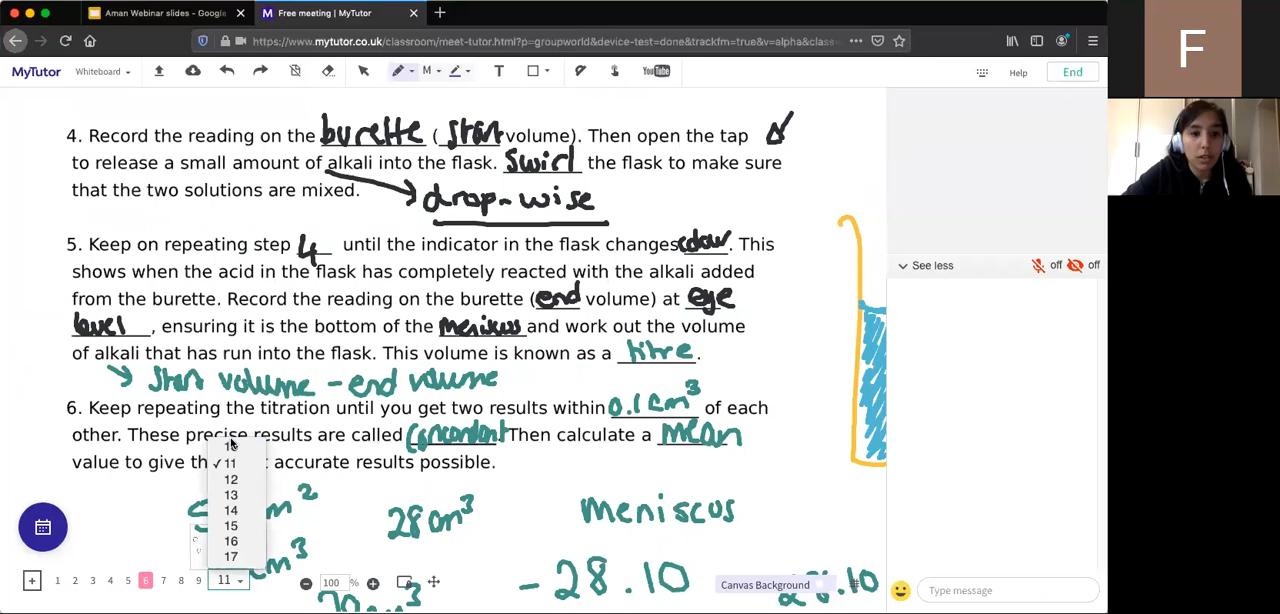 Aman Webinar slides - Google
Free meeting | MyTutor
https://www.mytutor.co.uk/classroom/meet-tutor.html?p=groupworld&device-test=done&trackfm=true&v=alpha&class
MyTutor Whiteboard M T YouTube Help End
4. Record the reading on the burette (start volume). Then open the tap
to release a small amount of alkali into the flask. Swirl the flask to make sure
that the two solutions are mixed.
drop-wise
5. Keep on repeating step 4 until the indicator in the flask changes colour. This
shows when the acid in the flask has completely reacted with the alkali added
from the burette. Record the reading on the burette (end volume) at eye
level, ensuring it is the bottom of the meniscus and work out the volume
of alkali that has run into the flask. This volume is known as a titre.
start volume - end volume
6. Keep repeating the titration until you get two results within 0.1cm³ of each
other. These precise results are called concordant. Then calculate a mean
value to give th accurate results possible.
m²
28cm³
meniscus
cm³
- 28.10
28.10
10
11
12
13
14
15
16
17
1 2 3 4 5 6 7 8 9 11
100 %
Canvas Background
F
See less off off
Type message